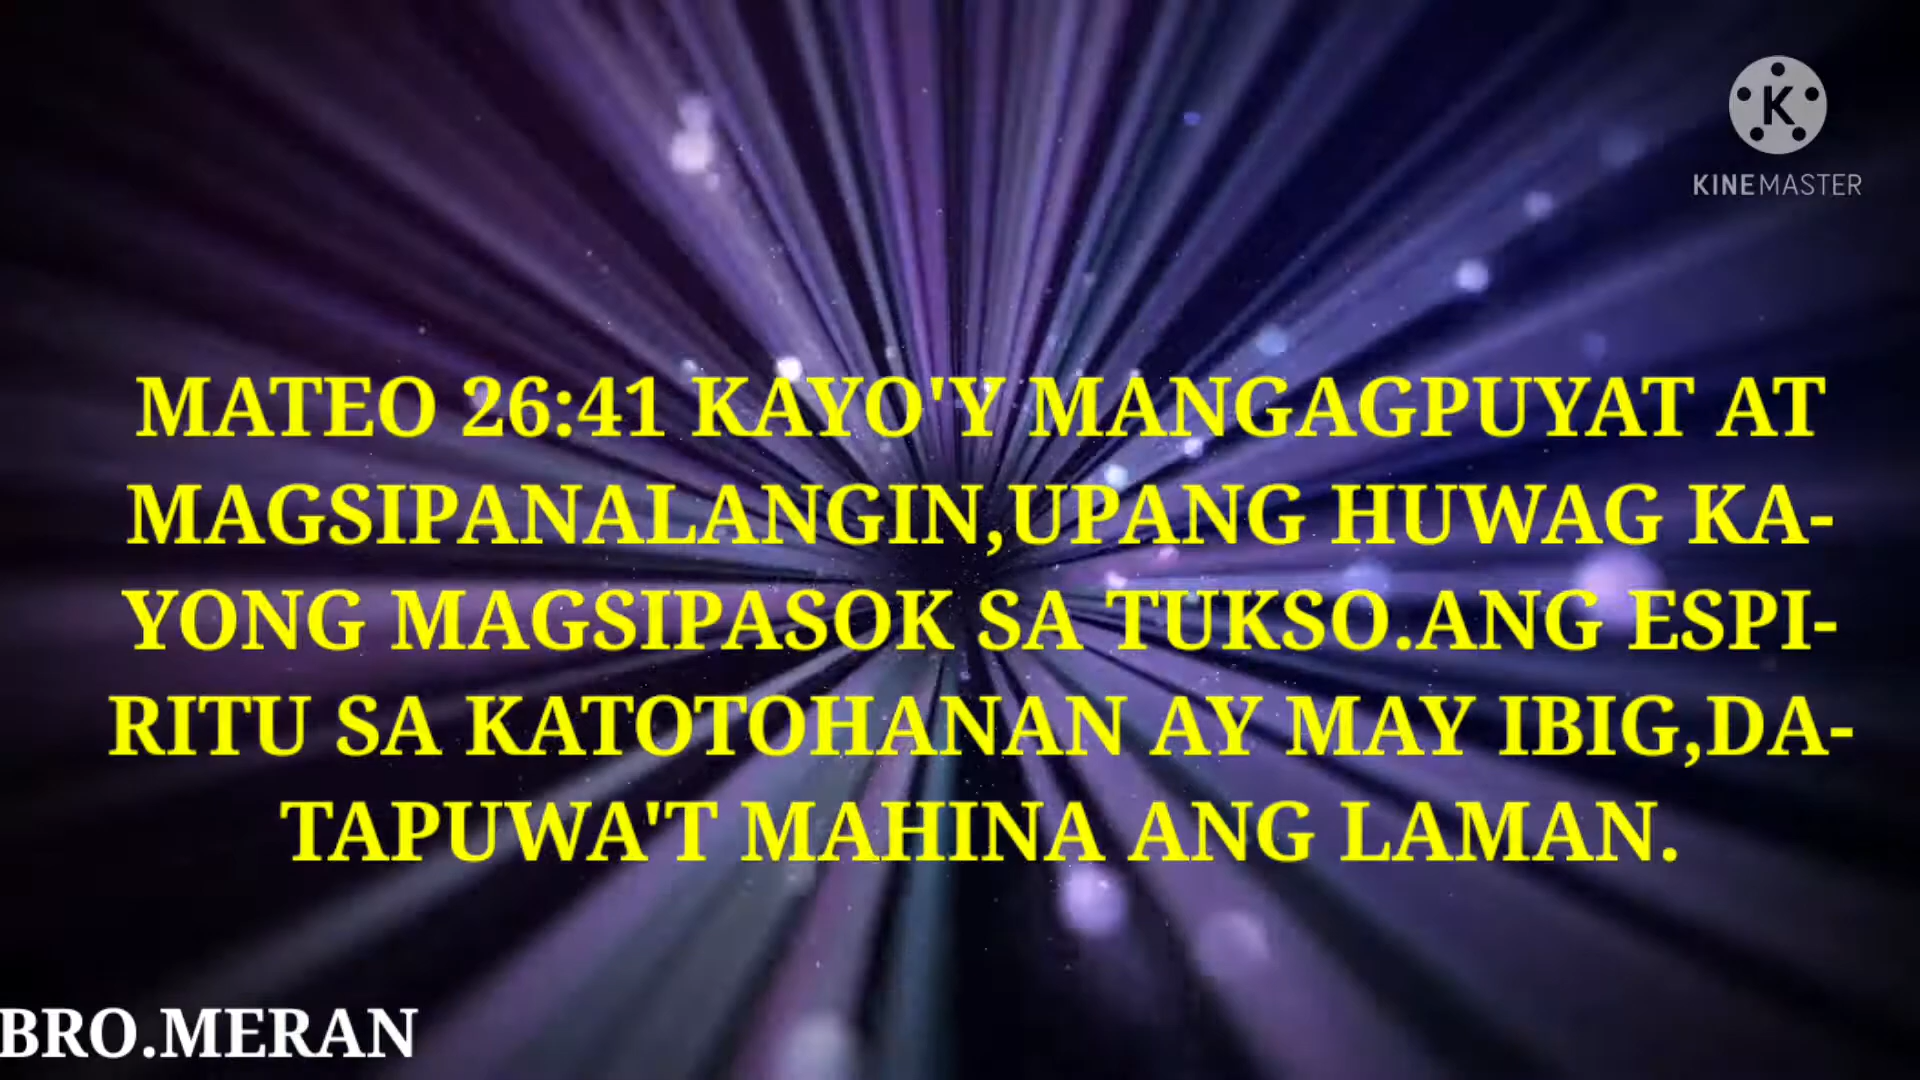 KINEMASTER
MATEO 26:41 KAYO'Y MANGAGPUYAT AT
MAGSIPANALANGIN,UPANG HUWAG KA-
YONG MAGSIPASOK SA TUKSO.ANG ESPI-
RITU SA KATOTOHANAN AY MAY IBIG,DA-
TAPUWA'T MAHINA ANG LAMAN.
BRO.MERAN